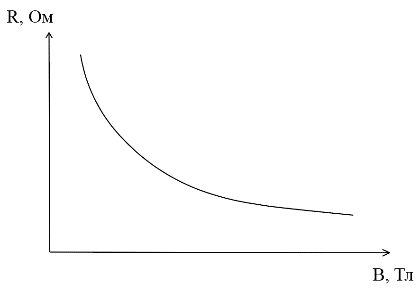 R, Ом
В, Тл